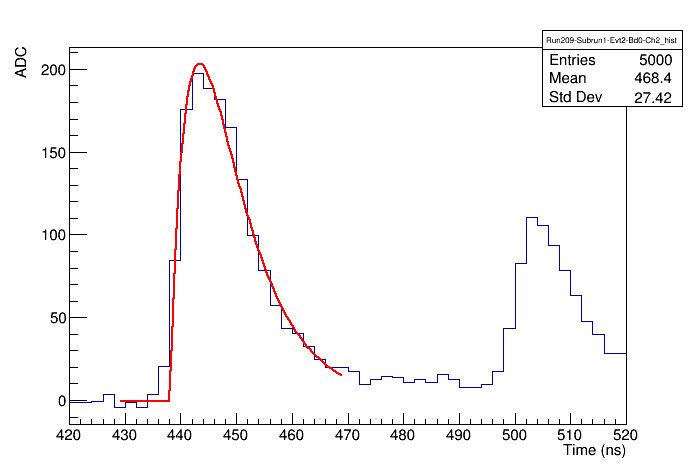 Run209-Subrun1-Evt2-Bd0-Ch2_hist
Entries 5000
Mean 468.4
Std Dev 27.42
ADC
200
150
100
50
0
420 430 440 450 460 470 480 490 500 510 520
Time (ns)